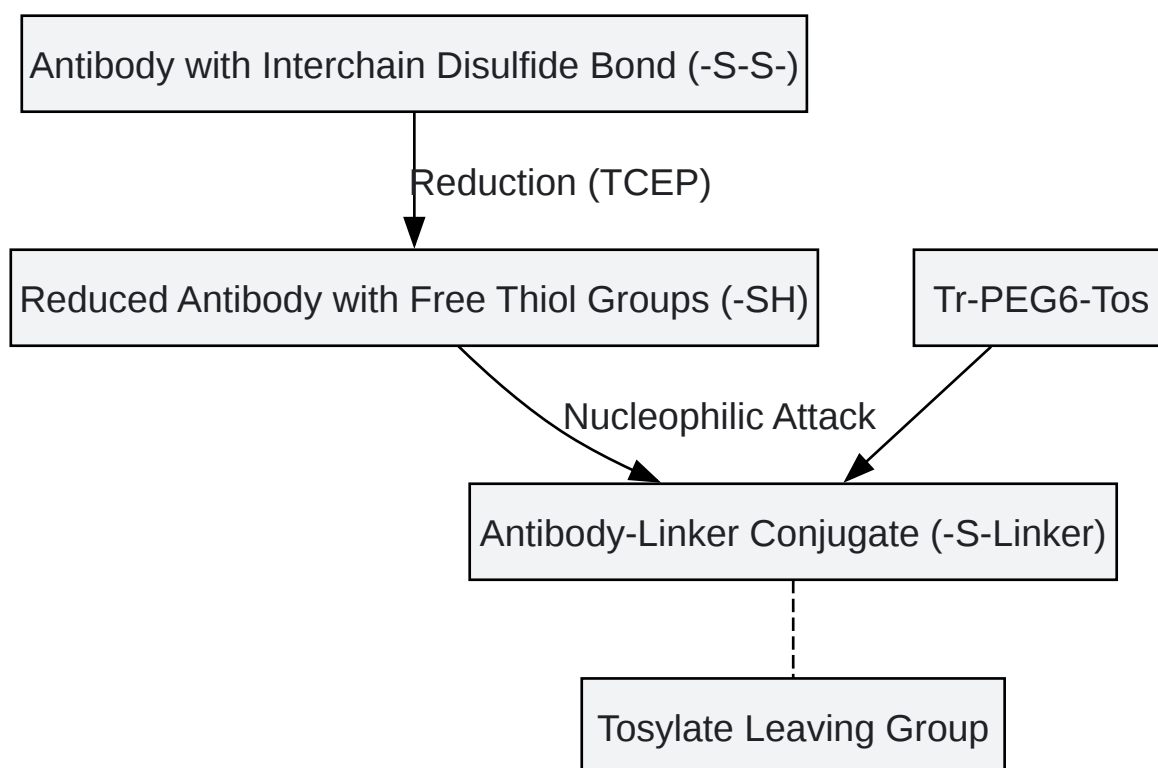 Antibody with Interchain Disulfide Bond (-S-S-)
Reduction (TCEP)
Reduced Antibody with Free Thiol Groups (-SH)
Tr-PEG6-Tos
Nucleophilic Attack
Antibody-Linker Conjugate (-S-Linker)
Tosylate Leaving Group